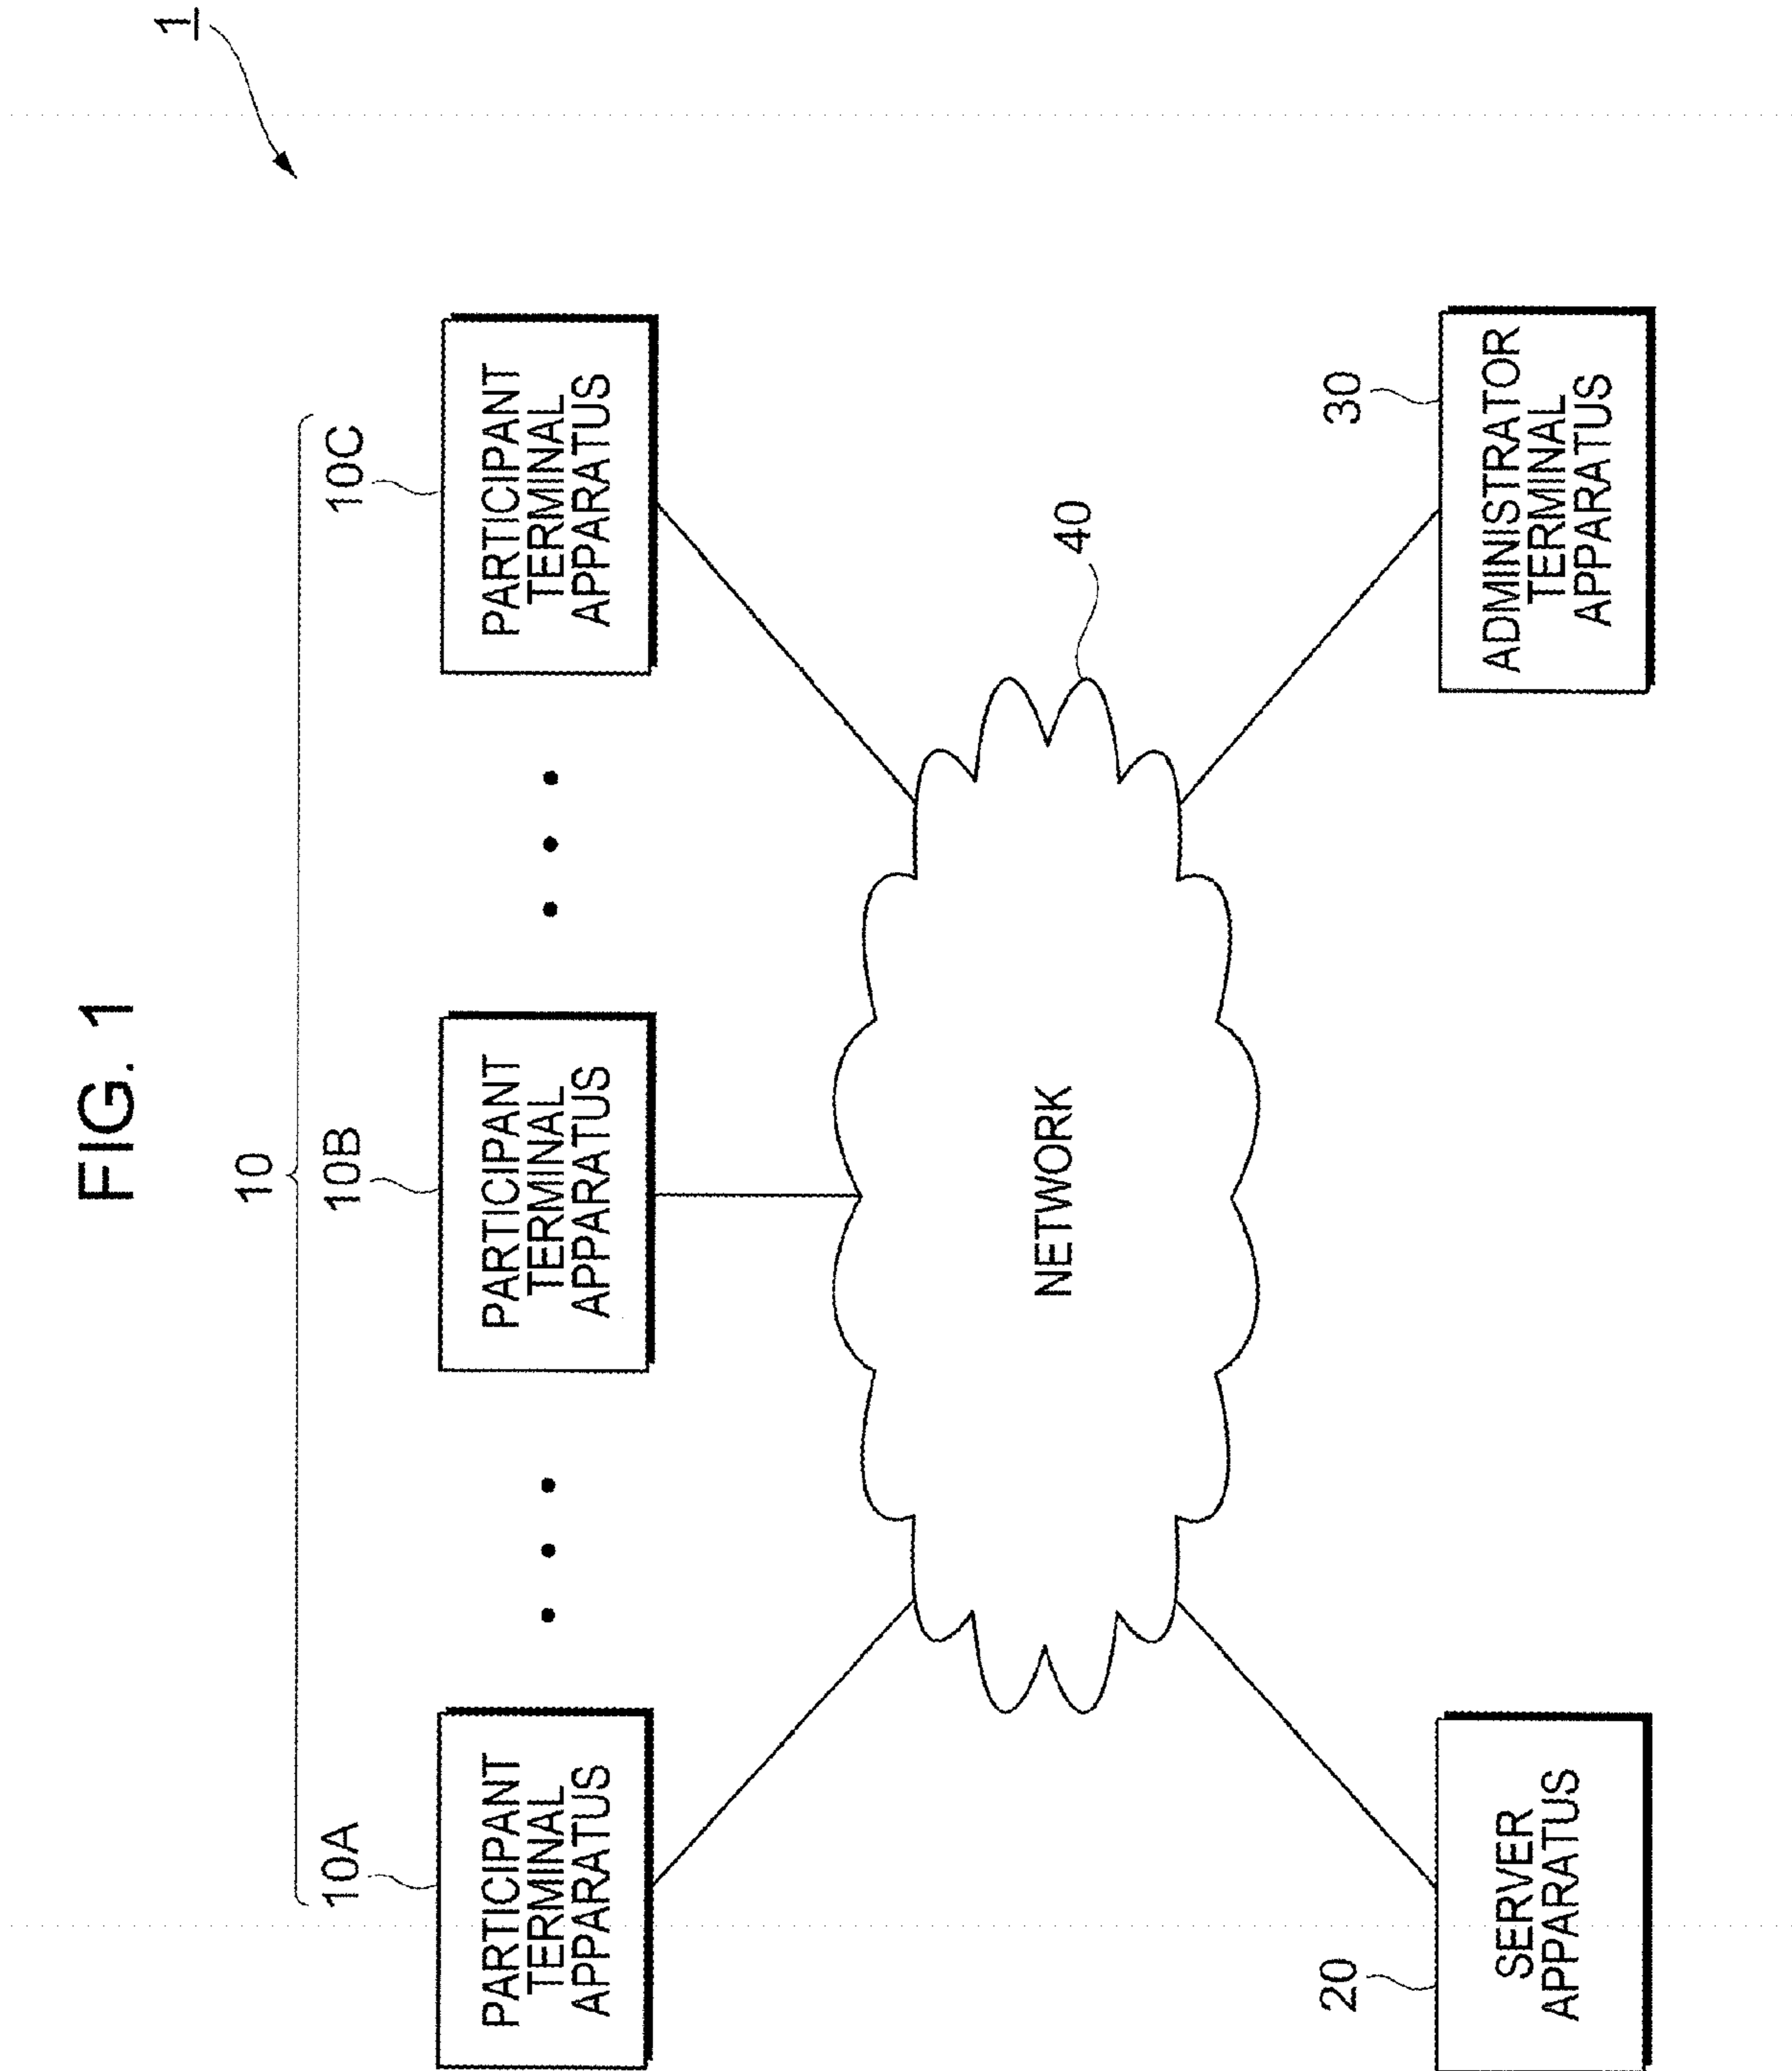 FIG. 1
1
10
10A
10B
10C
PARTICIPANT
TERMINAL
APPARATUS
PARTICIPANT
TERMINAL
APPARATUS
PARTICIPANT
TERMINAL
APPARATUS
NETWORK
40
20
SERVER
APPARATUS
30
ADMINISTRATOR
TERMINAL
APPARATUS